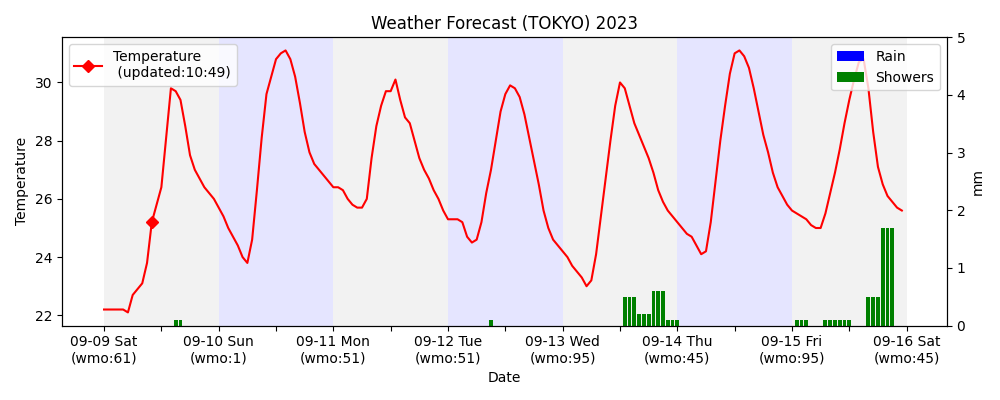 Weather Forecast (TOKYO) 2023
Temperature
(updated:10:49)
Rain
Showers
Temperature
30
28
26
24
22
5
4
3
2
1
0
mm
09-09 Sat
(wmo:61)
09-10 Sun
(wmo:1)
09-11 Mon
(wmo:51)
09-12 Tue
(wmo:51)
09-13 Wed
(wmo:95)
09-14 Thu
(wmo:45)
09-15 Fri
(wmo:95)
09-16 Sat
(wmo:45)
Date